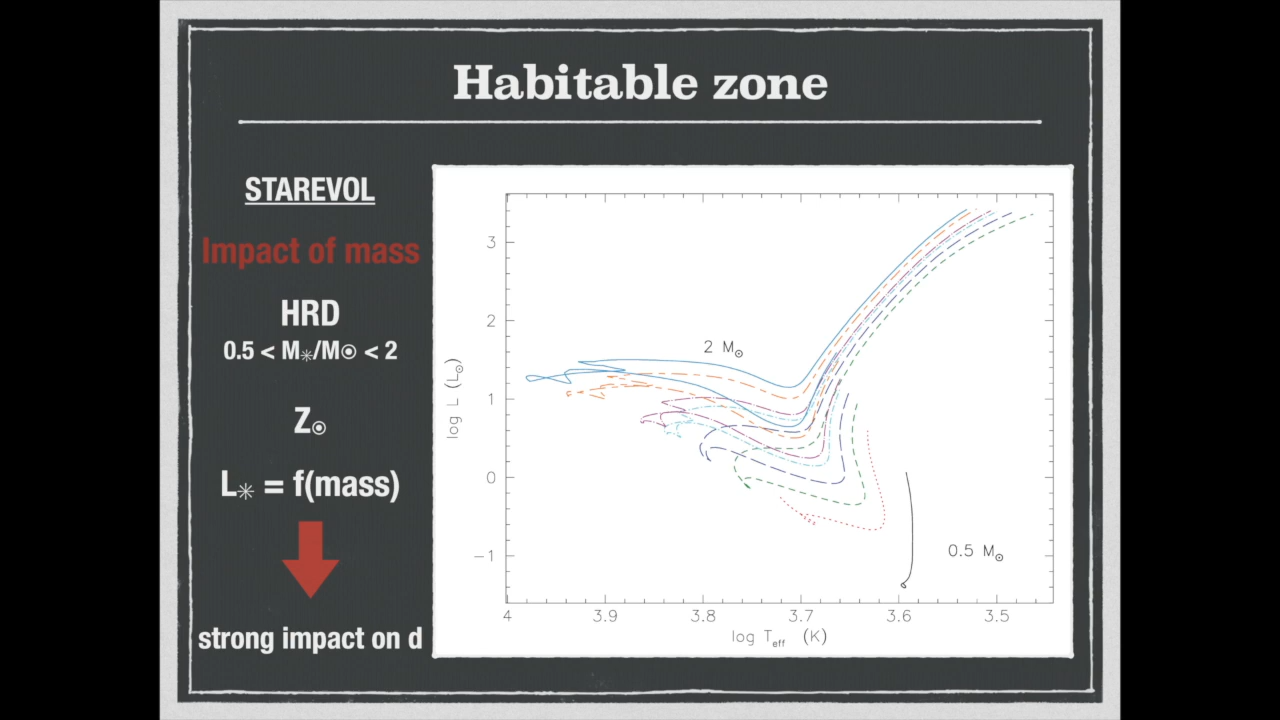 Habitable zone
STAREVOL
Impact of mass
HRD
0.5 < M✳/M☉ < 2
Z☉
L✳ = f(mass)
strong impact on d
log L (L☉)
3
2
1
0
−1
2 M☉
0.5 M☉
4 3.9 3.8 3.7 3.6 3.5
log Teff (K)